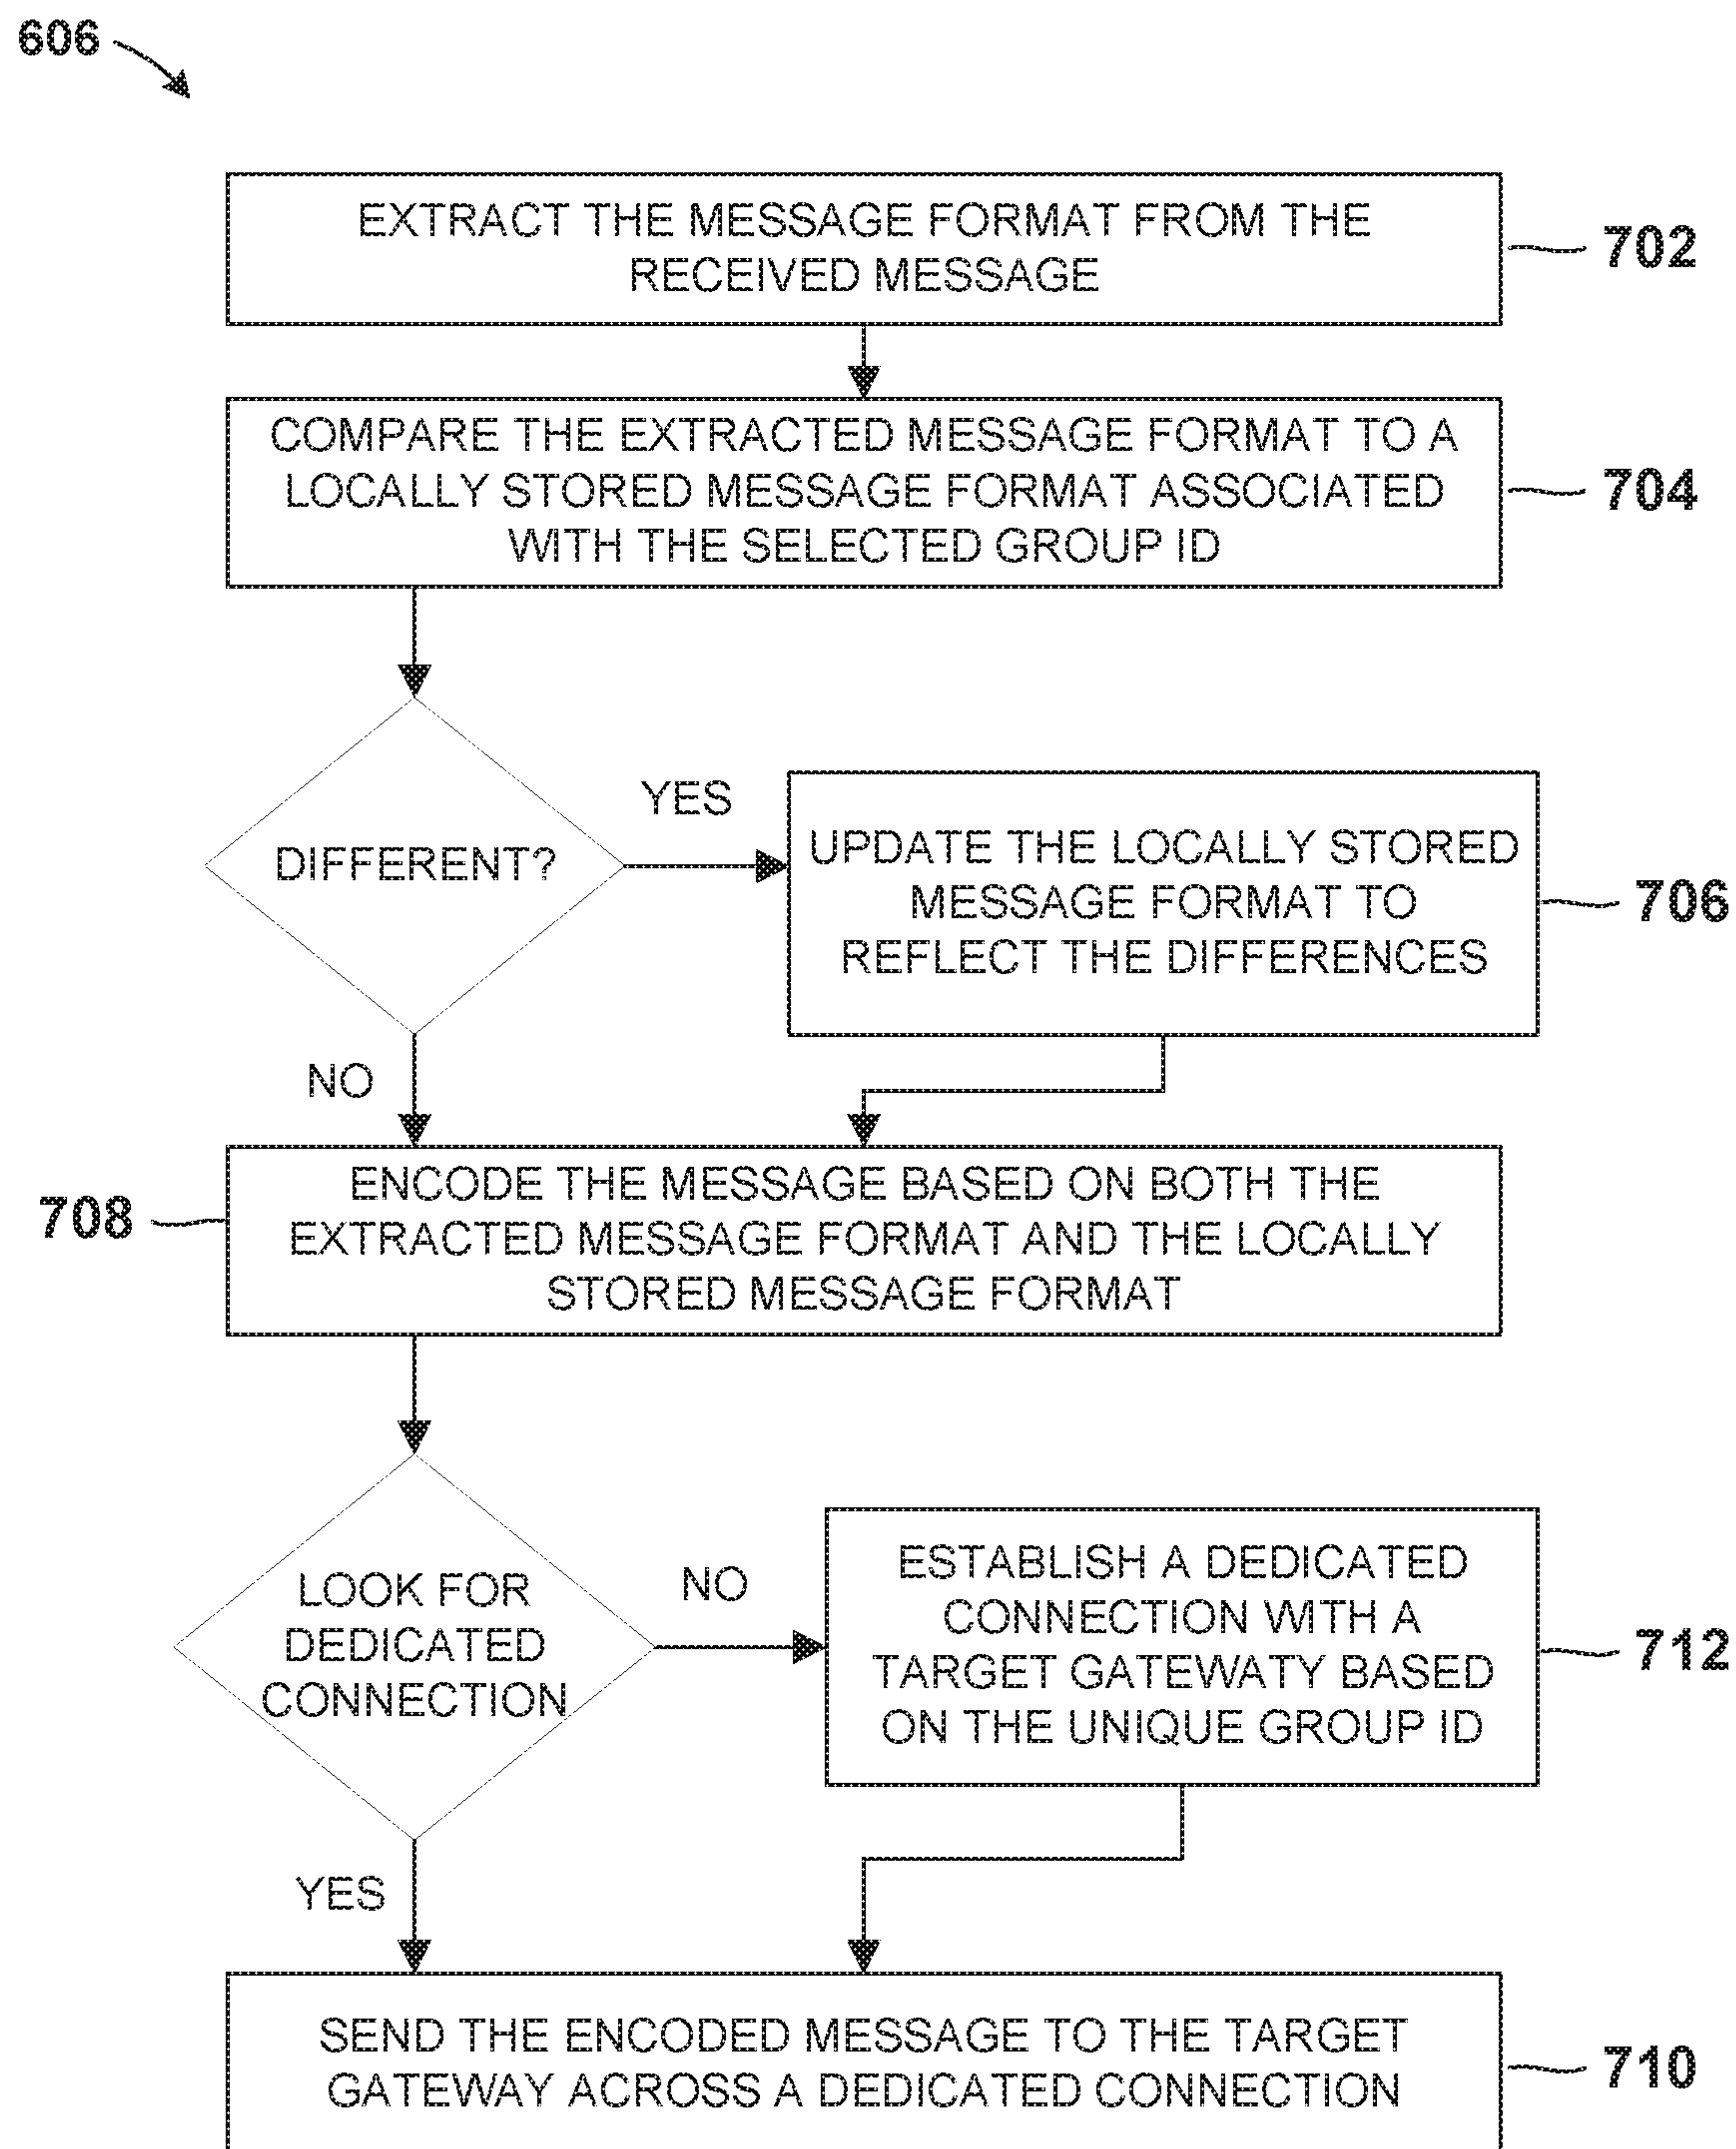 606
EXTRACT THE MESSAGE FORMAT FROM THE
RECEIVED MESSAGE
702
COMPARE THE EXTRACTED MESSAGE FORMAT TO A
LOCALLY STORED MESSAGE FORMAT ASSOCIATED
WITH THE SELECTED GROUP ID
704
DIFFERENT?
YES
UPDATE THE LOCALLY STORED
MESSAGE FORMAT TO
REFLECT THE DIFFERENCES
706
NO
708
ENCODE THE MESSAGE BASED ON BOTH THE
EXTRACTED MESSAGE FORMAT AND THE LOCALLY
STORED MESSAGE FORMAT
LOOK FOR
DEDICATED
CONNECTION
NO
ESTABLISH A DEDICATED
CONNECTION WITH A
TARGET GATEWATY BASED
ON THE UNIQUE GROUP ID
712
YES
SEND THE ENCODED MESSAGE TO THE TARGET
GATEWAY ACROSS A DEDICATED CONNECTION
710